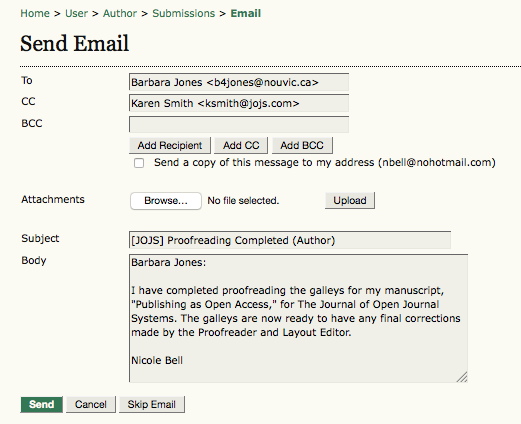 Home > User > Author > Submissions > Email
Send Email
To
Barbara Jones <b4jones@nouvic.ca>
CC
Karen Smith <ksmith@jojs.com>
BCC
Add Recipient Add CC Add BCC
Send a copy of this message to my address (nbell@nohotmail.com)
Attachments
Browse... No file selected. Upload
Subject
[JOJS] Proofreading Completed (Author)
Body
Barbara Jones:
I have completed proofreading the galleys for my manuscript,
"Publishing as Open Access," for The Journal of Open Journal
Systems. The galleys are now ready to have any final corrections
made by the Proofreader and Layout Editor.
Nicole Bell
Send Cancel Skip Email